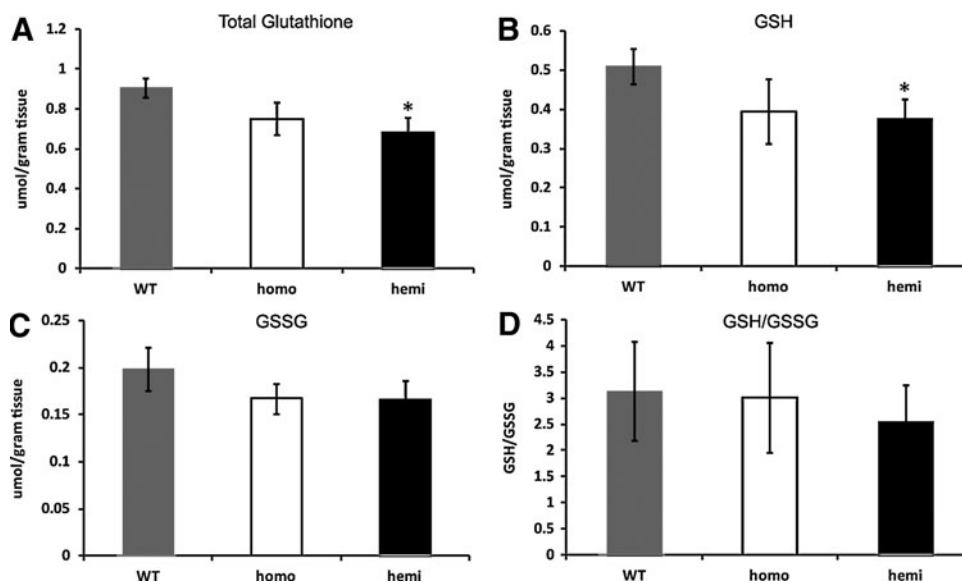 A
Total Glutathione
umol/gram tissue
1.2
1
0.8
0.6
0.4
0.2
0
*
WT homo hemi
B
GSH
umol/gram tissue
0.6
0.5
0.4
0.3
0.2
0.1
0
*
WT homo hemi
C
GSSG
umol/gram tissue
0.25
0.2
0.15
0.1
0.05
0
WT homo hemi
D
GSH/GSSG
GSH/GSSG
4.5
4
3.5
3
2.5
2
1.5
1
0.5
0
WT homo hemi